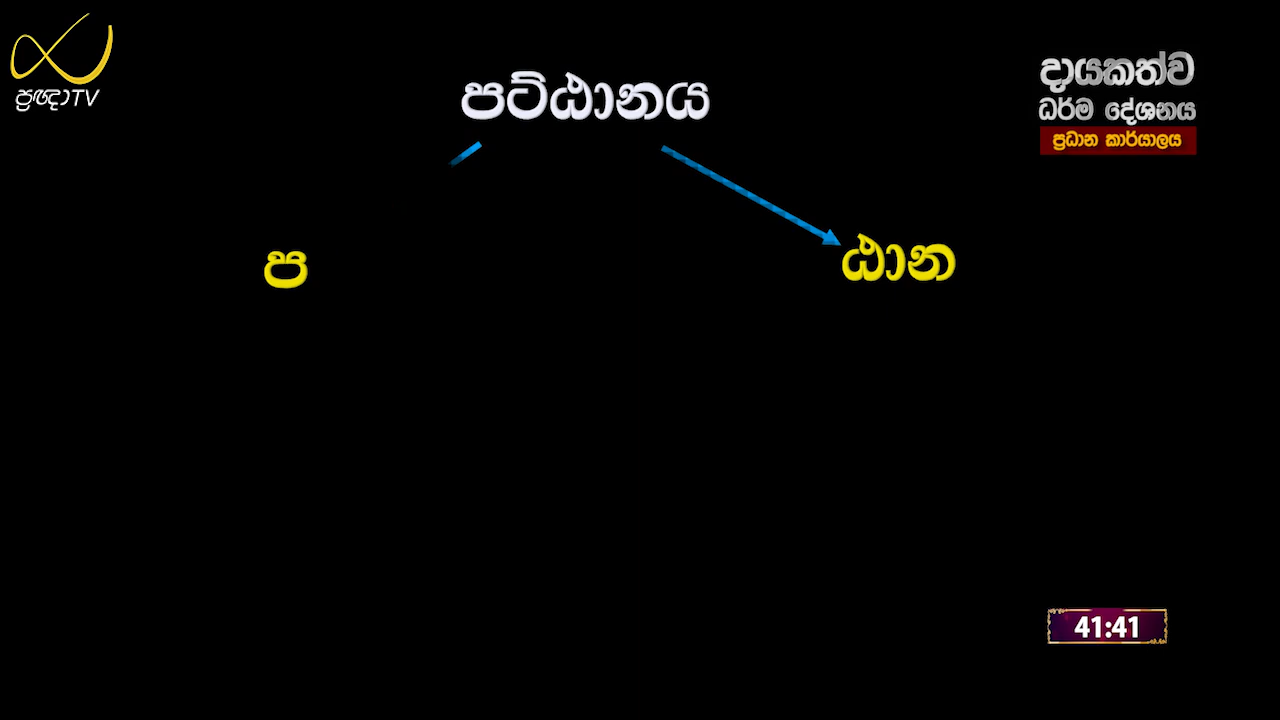 ප්‍රඥාTV
පට්ඨානය
දායකත්ව
ධර්ම දේශනය
ප්‍රධාන කාර්යාලය
ප
ඨාන
41:41